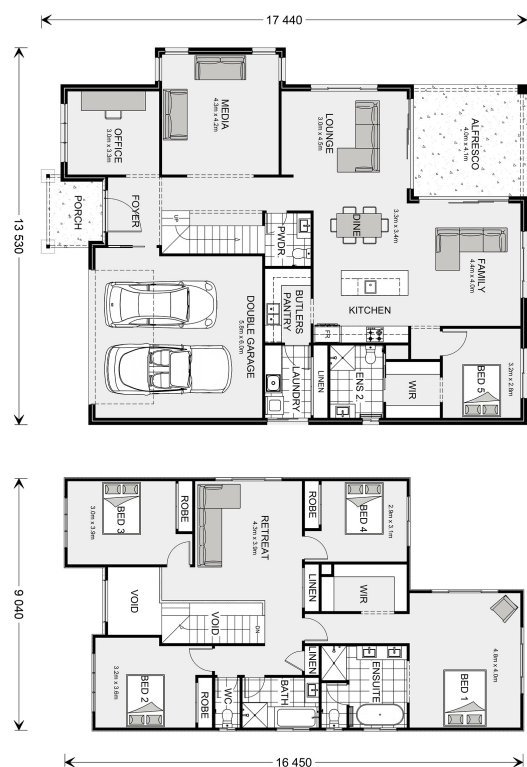 17 440
13 530
OFFICE
3.0m x 3.3m
MEDIA
4.3m x 4.2m
LOUNGE
3.0m x 4.5m
ALFRESCO
4.0m x 4.1m
PORCH
FOYER
UP
PWDR.
DINE
3.3m x 3.4m
FAMILY
4.4m x 4.0m
KITCHEN
DOUBLE GARAGE
5.8m x 6.0m
BUTLERS
PANTRY
FR
LAUNDRY
LINEN
ENS 2
WIR
BED 5
3.2m x 2.8m
9 040
BED 3
3.0m x 3.9m
ROBE
RETREAT
4.3m x 3.9m
ROBE
BED 4
2.9m x 3.1m
VOID
VOID
DN
LINEN
WIR
LINEN
BED 2
3.2m x 3.6m
ROBE
WC
BATH
ENSUITE
BED 1
4.8m x 4.0m
16 450